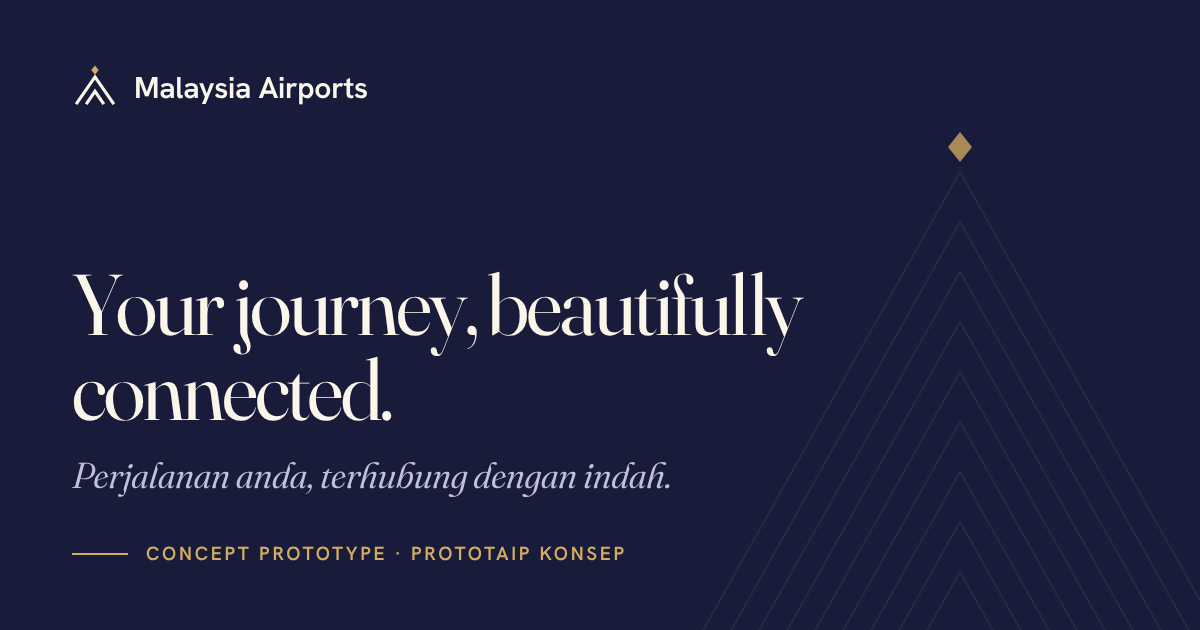 Malaysia Airports
Your journey, beautifully
connected.
Perjalanan anda, terhubung dengan indah.
CONCEPT PROTOTYPE · PROTOTAIP KONSEP